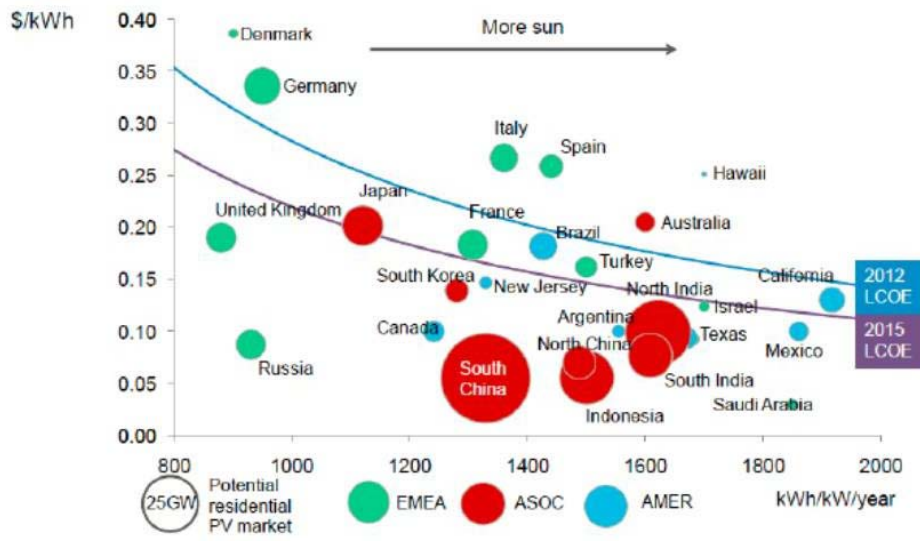 $/kWh
0.40
0.35
0.30
0.25
0.20
0.15
0.10
0.05
0.00
More sun
Denmark
Germany
Italy
Spain
Hawaii
Japan
United Kingdom
France
Brazil
Australia
Turkey
South Korea
New Jersey
North India
California
Israel
Argentina
Canada
North China
Texas
Mexico
Russia
South
China
South India
Indonesia
Saudi Arabia
2012
LCOE
2015
LCOE
800
1000
1200
1400
1600
1800
2000
kWh/kW/year
25GW
Potential
residential
PV market
EMEA
ASOC
AMER